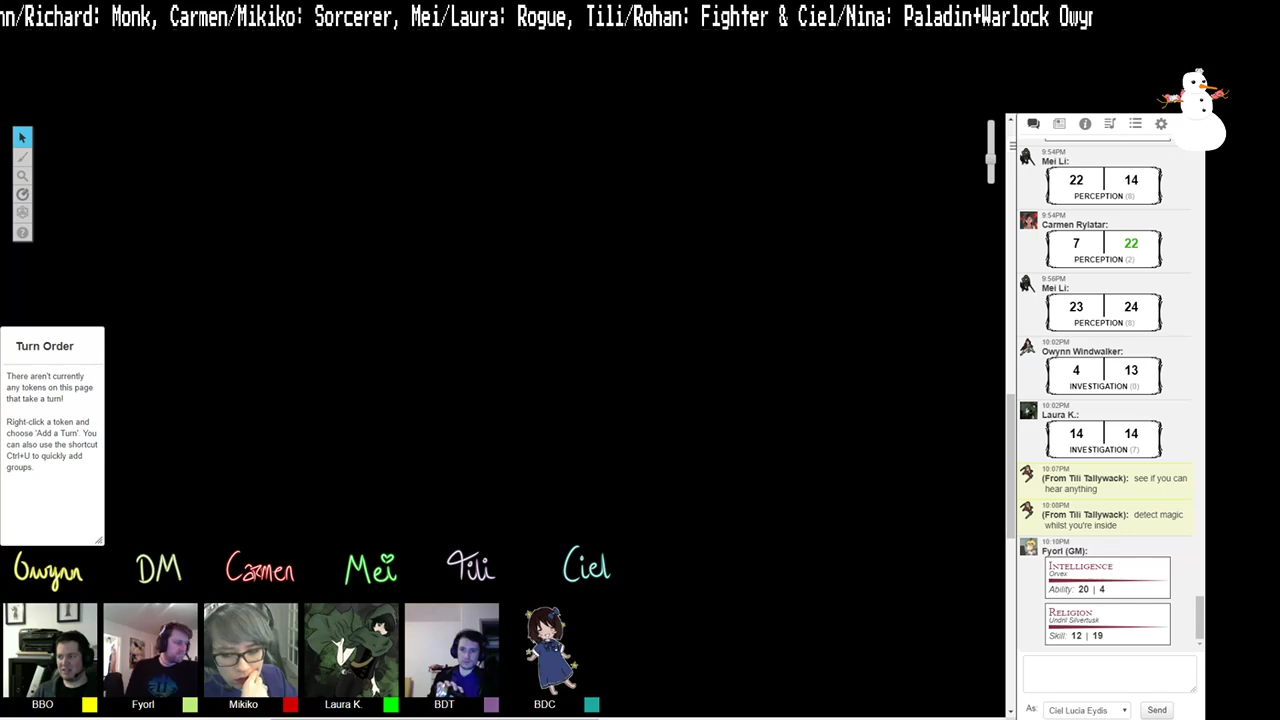 nn/Richard: Monk, Carmen/Mikiko: Sorcerer, Mei/Laura: Rogue, Tili/Rohan: Fighter & Ciel/Nina: Paladin+Warlock Owyn
9:54PM
Mei Li:
22 14
PERCEPTION (8)
9:54PM
Carmen Rylatar:
7 22
PERCEPTION (2)
9:56PM
Mei Li:
23 24
PERCEPTION (8)
10:02PM
Owynn Windwalker:
4 13
INVESTIGATION (0)
10:02PM
Laura K.:
14 14
INVESTIGATION (7)
10:07PM
(From Tili Tallywack): see if you can
hear anything
10:08PM
(From Tili Tallywack): detect magic
whilst you're inside
10:10PM
Fyorl (GM):
INTELLIGENCE
Orvex
Ability: 20 | 4
RELIGION
Undril Silvertusk
Skill: 12 | 19
As: Ciel Lucia Eydis
Send
Turn Order
There aren't currently
any tokens on this page
that take a turn!
Right-click a token and
choose 'Add a Turn'. You
can also use the shortcut
Ctrl+U to quickly add
groups.
Owynn DM Carmen Mei Tili Ciel
BBO Fyorl Mikiko Laura K. BDT BDC